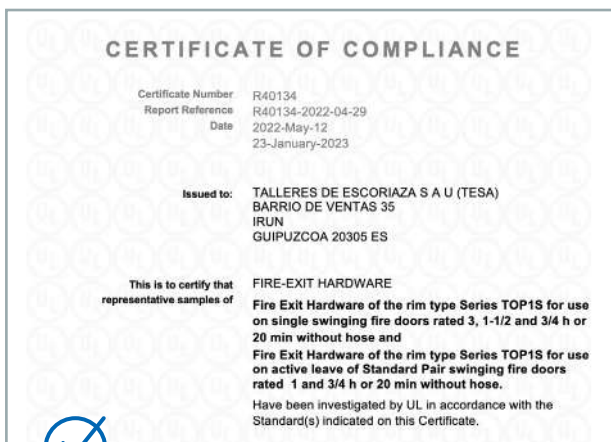 CERTIFICATE OF COMPLIANCE
Certificate Number R40134
Report Reference R40134-2022-04-29
Date 2022-May-12
23-January-2023
Issued to: TALLERES DE ESCORIAZA S A U (TESA)
BARRIO DE VENTAS 35
IRUN
GUIPUZCOA 20305 ES
This is to certify that FIRE-EXIT HARDWARE
representative samples of Fire Exit Hardware of the rim type Series TOP1S for use
on single swinging fire doors rated 3, 1-1/2 and 3/4 h or
20 min without hose and
Fire Exit Hardware of the rim type Series TOP1S for use
on active leave of Standard Pair swinging fire doors
rated 1 and 3/4 h or 20 min without hose.
Have been investigated by UL in accordance with the
Standard(s) indicated on this Certificate.